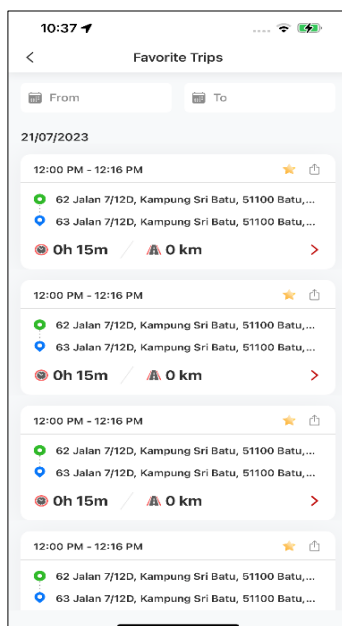 10:37
Favorite Trips
From
To
21/07/2023
12:00 PM - 12:16 PM
62 Jalan 7/12D, Kampung Sri Batu, 51100 Batu,...
63 Jalan 7/12D, Kampung Sri Batu, 51100 Batu,...
0h 15m
0 km
12:00 PM - 12:16 PM
62 Jalan 7/12D, Kampung Sri Batu, 51100 Batu,...
63 Jalan 7/12D, Kampung Sri Batu, 51100 Batu,...
0h 15m
0 km
12:00 PM - 12:16 PM
62 Jalan 7/12D, Kampung Sri Batu, 51100 Batu,...
63 Jalan 7/12D, Kampung Sri Batu, 51100 Batu,...
0h 15m
0 km
12:00 PM - 12:16 PM
62 Jalan 7/12D, Kampung Sri Batu, 51100 Batu,...
63 Jalan 7/12D, Kampung Sri Batu, 51100 Batu,...